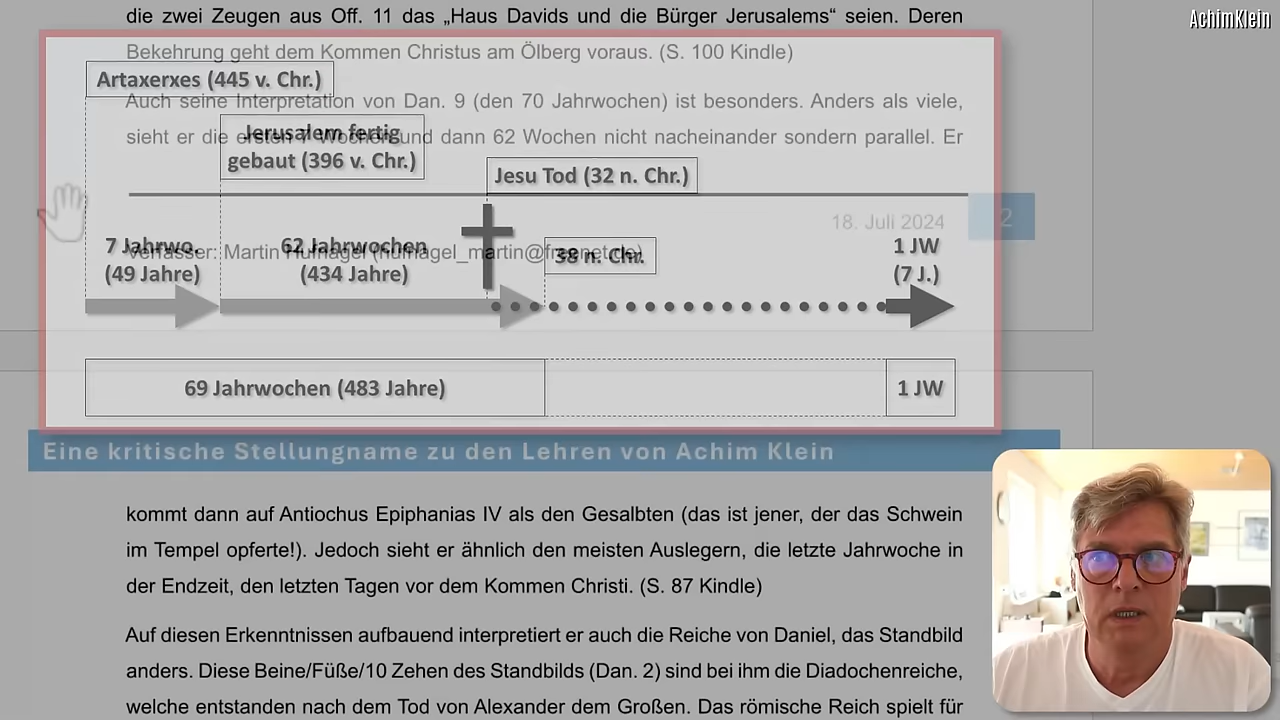 AchimKlein
die zwei Zeugen aus Off. 11 das „Haus Davids und die Bürger Jerusalems“ seien. Deren
Bekehrung geht dem Kommen Christus am Ölberg voraus. (S. 100 Kindle)
Artaxerxes (445 v. Chr.)
Auch seine Interpretation von Dan. 9 (den 70 Jahrwochen) ist besonders. Anders als viele,
Jerusalem fertig
sieht er die ersten 7 Wochen und dann 62 Wochen nicht nacheinander sondern parallel. Er
gebaut (396 v. Chr.)
Jesu Tod (32 n. Chr.)
18. Juli 2024
2
7 Jahrwo.
(49 Jahre)
62 Jahrwochen
(434 Jahre)
Verfasser: Martin Hufnagel (hufnagel_martin@freenet.de)
38 n. Chr.
1 JW
(7 J.)
69 Jahrwochen (483 Jahre)
1 JW
Eine kritische Stellungname zu den Lehren von Achim Klein
kommt dann auf Antiochus Epiphanias IV als den Gesalbten (das ist jener, der das Schwein
im Tempel opferte!). Jedoch sieht er ähnlich den meisten Auslegern, die letzte Jahrwoche in
der Endzeit, den letzten Tagen vor dem Kommen Christi. (S. 87 Kindle)
Auf diesen Erkenntnissen aufbauend interpretiert er auch die Reiche von Daniel, das Standbild
anders. Diese Beine/Füße/10 Zehen des Standbilds (Dan. 2) sind bei ihm die Diadochenreiche,
welche entstanden nach dem Tod von Alexander dem Großen. Das römische Reich spielt für